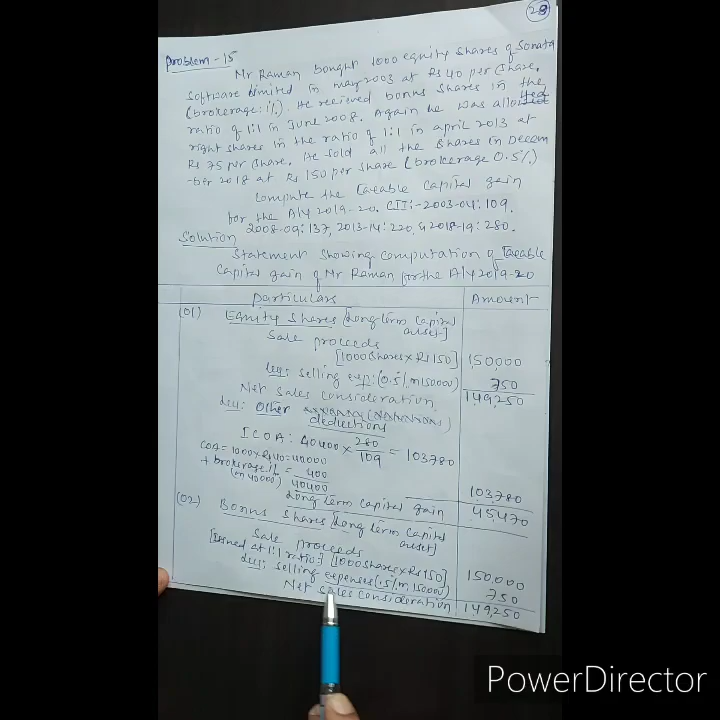 29
Problem - 15
Mr Raman bought 1000 equity shares of Sonata
Software limited in may 2003 at Rs 40 per share.
(brokerage: 1%). He recieved bonus shares in the
ratio of 1:1 in June 2008. Again he was allotted
right shares in the ratio of 1:1 in april 2013 at
Rs 75 per share. He sold all the shares in Decem
-ber 2018 at Rs 150 per share (brokerage 0.5%)
Compute the Taxable capital gain
for the A/y 2019-20. CII:- 2003-04: 109,
2008-09: 137, 2013-14: 220, & 2018-19: 280.
Solution
Statement showing computation of Taxable
Capital gain of Mr Raman for the A/y 2019-20
Particulars Amount
(01) Equity shares [Long term Capital
asset]
Sale proceeds
[1000 shares x Rs 150] 150,000
Less: Selling exp: (0.5% on 150000) 750
Net sales consideration 149,250
Less: Other
deductions
ICOA: 40400 x 280/109 = 103780
COA = 1000 x Rs 40 = 40000
+ brokerage 1% = 400
(on 40000) 40400
103780
Long term capital gain 45470
(02) Bonus shares [Long term Capital
asset]
Sale proceeds
[issued at 1:1 ratio] [1000 shares x Rs 150] 150,000
Less: Selling expenses (.5% on 150000) 750
Net sales consideration 149,250
PowerDirector